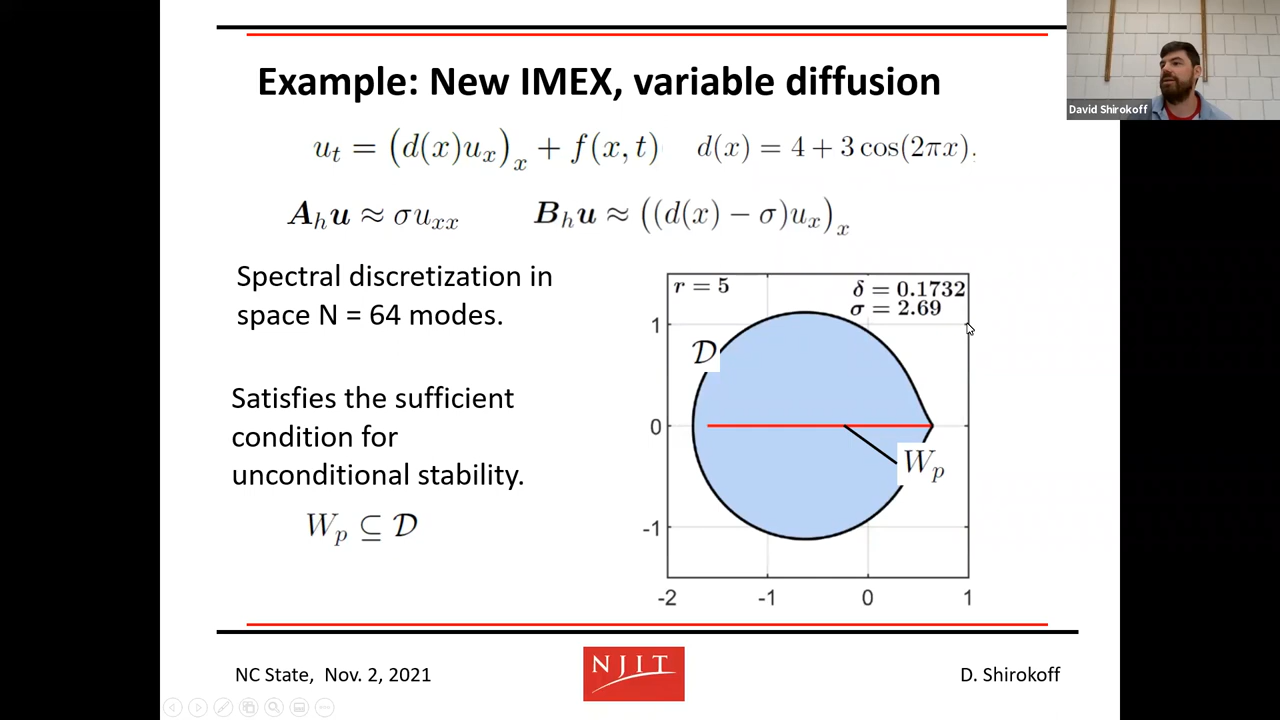 Example: New IMEX, variable diffusion
David Shirokoff
u_t = (d(x)u_x)_x + f(x, t) d(x) = 4 + 3 cos(2πx).
A_h u ≈ σu_xx B_h u ≈ ((d(x) − σ)u_x)_x
Spectral discretization in
space N = 64 modes.
Satisfies the sufficient
condition for
unconditional stability.
W_p ⊆ 𝒟
r = 5
δ = 0.1732
σ = 2.69
𝒟
W_p
1
0
-1
-2 -1 0 1
NC State, Nov. 2, 2021
NJIT
D. Shirokoff